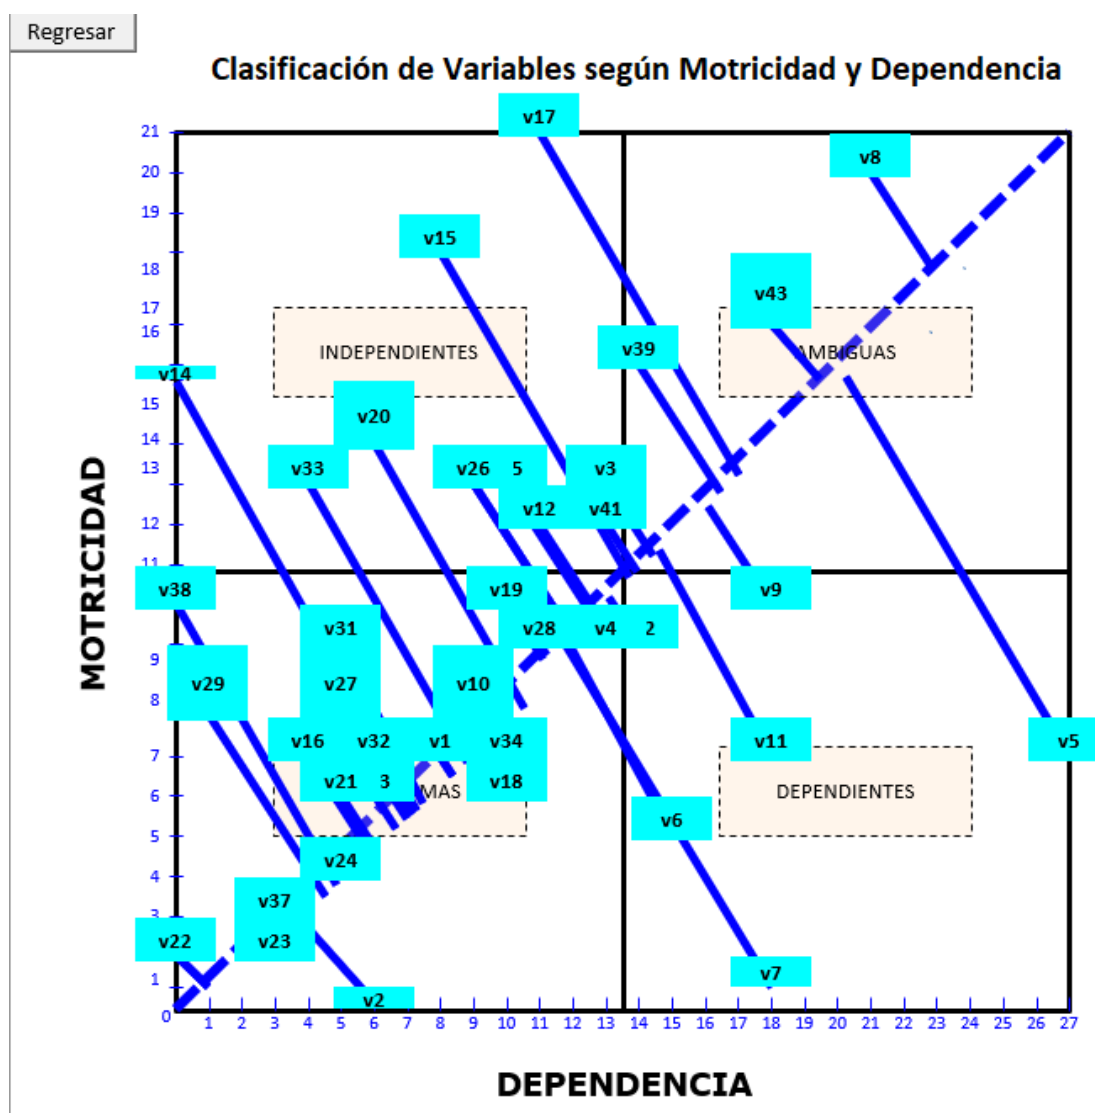 Regresar
Clasificación de Variables según Motricidad y Dependencia
v17
21
v8
20
19
v15
18
v43
17
16
v39
INDEPENDIENTES
AMBIGUAS
v14
15
v20
14
13
v33
v26 5
v3
12
v12
v41
11
v38
v19
v9
v31
v28
v4 2
MOTRICIDAD
9
v29
v27
v10
8
7
v16
v32
v1
v34
v11
v5
6
v21 3
MAS
v18
DEPENDIENTES
5
v6
4
v24
3
v37
v22
v23
1
v7
v2
0 1 2 3 4 5 6 7 8 9 10 11 12 13 14 15 16 17 18 19 20 21 22 23 24 25 26 27
DEPENDENCIA